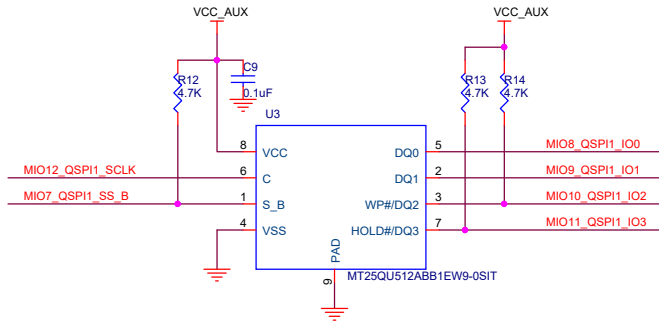 VCC_AUX
VCC_AUX
R12
4.7K
C9
0.1uF
R13
4.7K
R14
4.7K
U3
MIO12_QSPI1_SCLK
MIO7_QSPI1_SS_B
8
VCC
6
C
1
S_B
4
VSS
DQ0
5
MIO8_QSPI1_IO0
DQ1
2
MIO9_QSPI1_IO1
WP#/DQ2
3
MIO10_QSPI1_IO2
HOLD#/DQ3
7
MIO11_QSPI1_IO3
PAD
9
MT25QU512ABB1EW9-0SIT